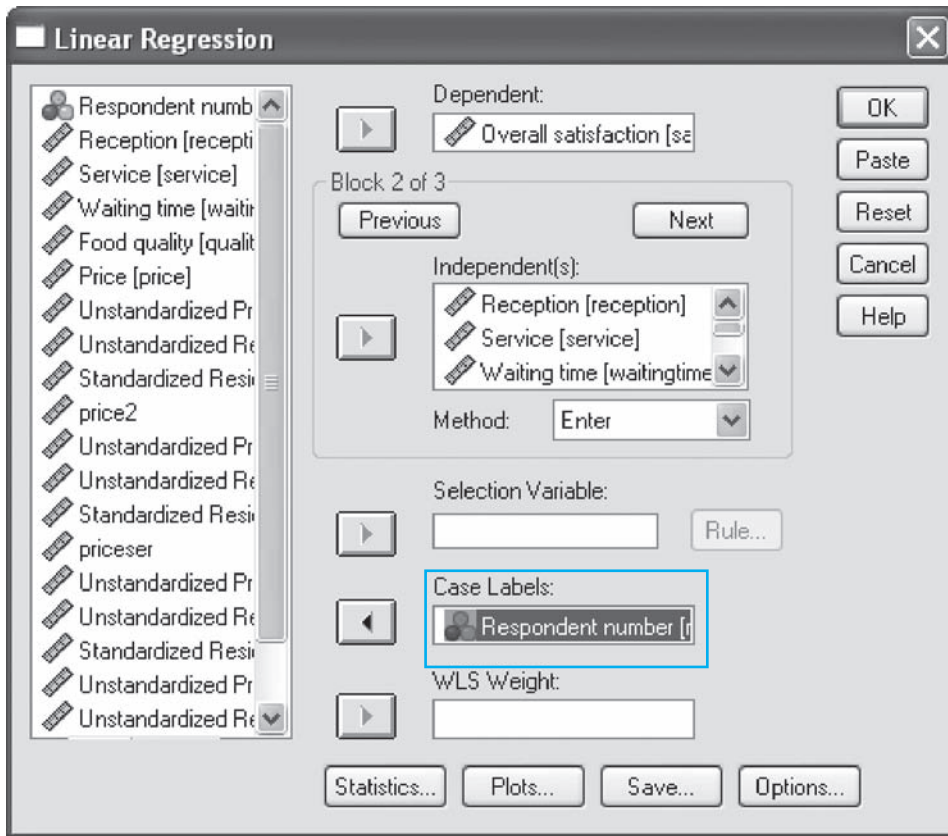 Linear Regression
Respondent numb
Reception [recepti
Service [service]
Waiting time [waitin
Food quality [qualit
Price [price]
Unstandardized Pr
Unstandardized Re
Standardized Resi
price2
Unstandardized Pr
Unstandardized Re
Standardized Resi
priceser
Unstandardized Pr
Unstandardized Re
Standardized Resi
Unstandardized Pr
Unstandardized Re
Dependent:
Overall satisfaction [sa
Block 2 of 3
Previous
Next
Independent(s):
Reception [reception]
Service [service]
Waiting time [waitingtime
Method:
Enter
Selection Variable:
Rule...
Case Labels:
Respondent number [r
WLS Weight:
Statistics...
Plots...
Save...
Options...
OK
Paste
Reset
Cancel
Help